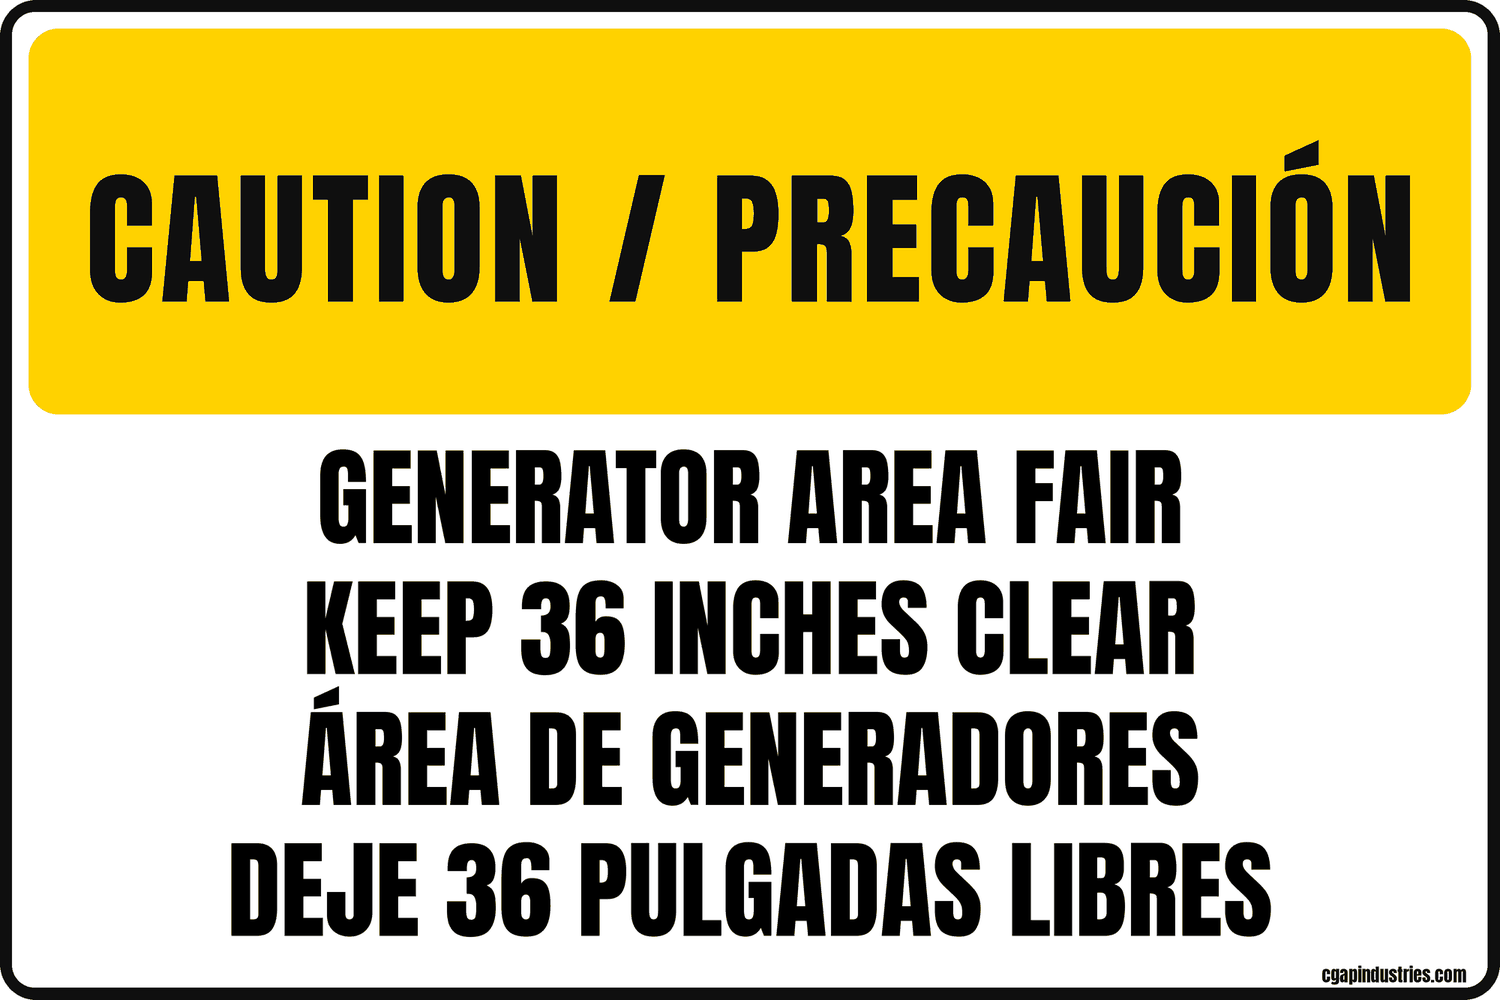 CAUTION / PRECAUCIÓN
GENERATOR AREA FAIR
KEEP 36 INCHES CLEAR
ÁREA DE GENERADORES
DEJE 36 PULGADAS LIBRES
cgapindustries.com